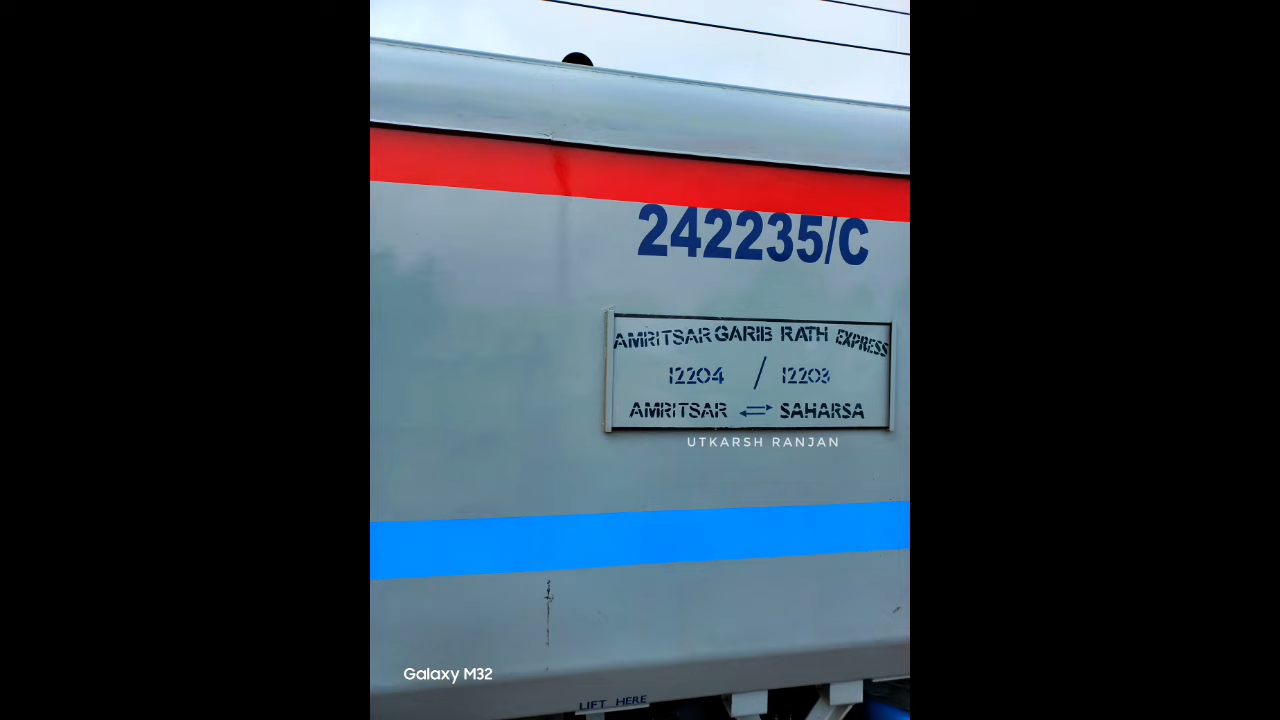 242235/C
AMRITSAR GARIB RATH EXPRESS
12204 / 12203
AMRITSAR ⇌ SAHARSA
UTKARSH RANJAN
Galaxy M32
LIFT HERE